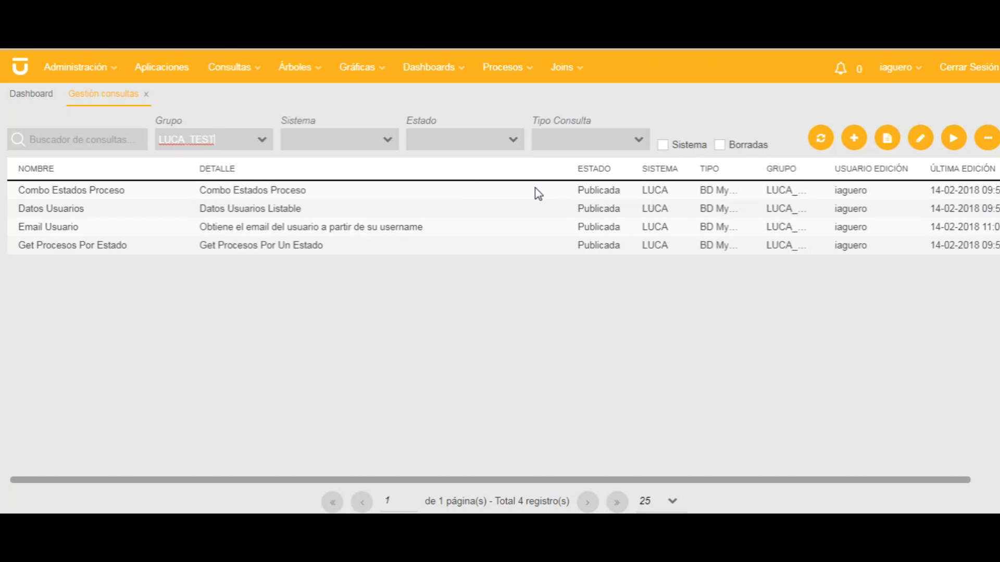 Administración Aplicaciones Consultas Árboles Gráficas Dashboards Procesos Joins 0 iaguero Cerrar Sesión
Dashboard Gestión consultas x
Grupo Sistema Estado Tipo Consulta
Buscador de consultas... LUCA_TEST Sistema Borradas
NOMBRE DETALLE ESTADO SISTEMA TIPO GRUPO USUARIO EDICIÓN ÚLTIMA EDICIÓN
Combo Estados Proceso Combo Estados Proceso Publicada LUCA BD My... LUCA_... iaguero 14-02-2018 09:5
Datos Usuarios Datos Usuarios Listable Publicada LUCA BD My... LUCA_... iaguero 14-02-2018 09:5
Email Usuario Obtiene el email del usuario a partir de su username Publicada LUCA BD My... LUCA_... iaguero 14-02-2018 11:0
Get Procesos Por Estado Get Procesos Por Un Estado Publicada LUCA BD My... LUCA_... iaguero 14-02-2018 09:5
« ‹ 1 de 1 página(s) - Total 4 registro(s) › » 25